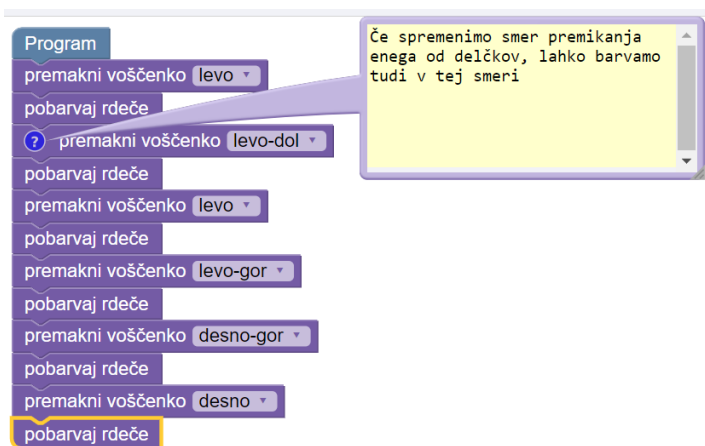 Program
premakni voščenko levo
pobarvaj rdeče
? premakni voščenko levo-dol
pobarvaj rdeče
premakni voščenko levo
pobarvaj rdeče
premakni voščenko levo-gor
pobarvaj rdeče
premakni voščenko desno-gor
pobarvaj rdeče
premakni voščenko desno
pobarvaj rdeče
Če spremenimo smer premikanja
enega od delčkov, lahko barvamo
tudi v tej smeri